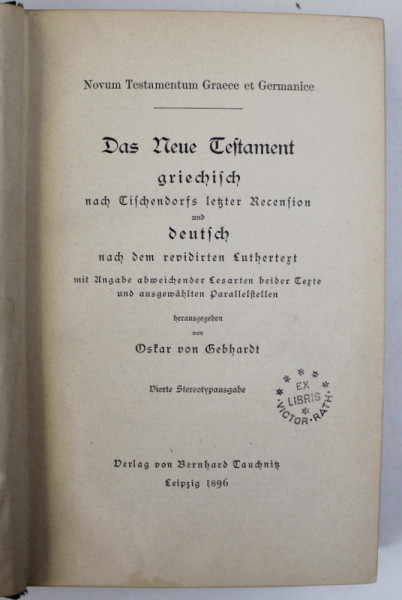 Novum Testamentum Graece et Germanice
Das Neue Testament
griechisch
nach Tischendorfs letzter Recension
und
deutsch
nach dem revidirten Luthertext
mit Angabe abweichender Lesarten beider Texte
und ausgewählten Parallelstellen
herausgegeben
von
Oskar von Gebhardt
Vierte Stereotypausgabe
EX
LIBRIS
VICTOR·RATH·
Verlag von Bernhard Tauchnitz
Leipzig 1896